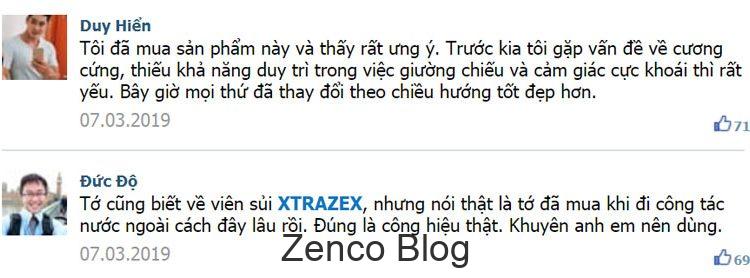 Duy Hiển
Tôi đã mua sản phẩm này và thấy rất ưng ý. Trước kia tôi gặp vấn đề về cương
cứng, thiếu khả năng duy trì trong việc giường chiếu và cảm giác cực khoái thì rất
yếu. Bây giờ mọi thứ đã thay đổi theo chiều hướng tốt đẹp hơn.
07.03.2019
71
Đức Độ
Tớ cũng biết về viên sủi XTRAZEX, nhưng nói thật là tớ đã mua khi đi công tác
nước ngoài cách đây lâu rồi. Đúng là công hiệu thật. Khuyên anh em nên dùng.
07.03.2019
Zenco Blog
69